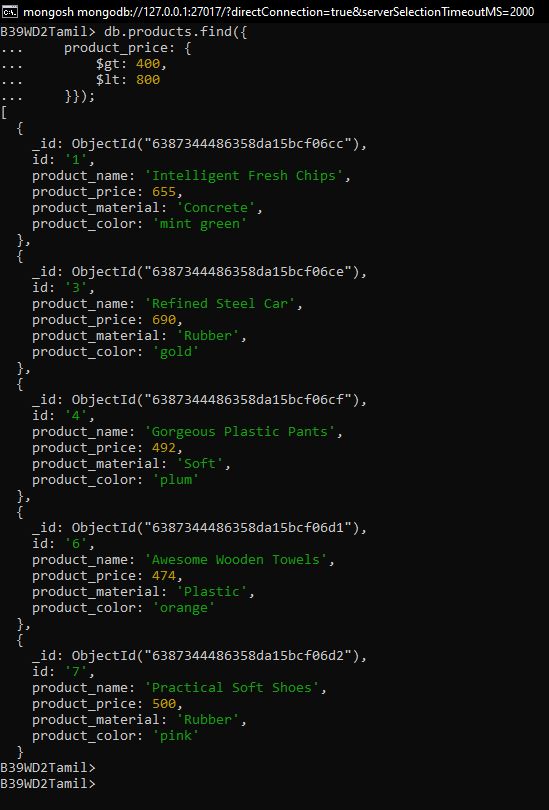 mongosh mongodb://127.0.0.1:27017/?directConnection=true&serverSelectionTimeoutMS=2000
B39WD2Tamil> db.products.find({
...     product_price: {
...         $gt: 400,
...         $lt: 800
...     }});
[
  {
    _id: ObjectId("6387344486358da15bcf06cc"),
    id: '1',
    product_name: 'Intelligent Fresh Chips',
    product_price: 655,
    product_material: 'Concrete',
    product_color: 'mint green'
  },
  {
    _id: ObjectId("6387344486358da15bcf06ce"),
    id: '3',
    product_name: 'Refined Steel Car',
    product_price: 690,
    product_material: 'Rubber',
    product_color: 'gold'
  },
  {
    _id: ObjectId("6387344486358da15bcf06cf"),
    id: '4',
    product_name: 'Gorgeous Plastic Pants',
    product_price: 492,
    product_material: 'Soft',
    product_color: 'plum'
  },
  {
    _id: ObjectId("6387344486358da15bcf06d1"),
    id: '6',
    product_name: 'Awesome Wooden Towels',
    product_price: 474,
    product_material: 'Plastic',
    product_color: 'orange'
  },
  {
    _id: ObjectId("6387344486358da15bcf06d2"),
    id: '7',
    product_name: 'Practical Soft Shoes',
    product_price: 500,
    product_material: 'Rubber',
    product_color: 'pink'
  }
B39WD2Tamil>
B39WD2Tamil>